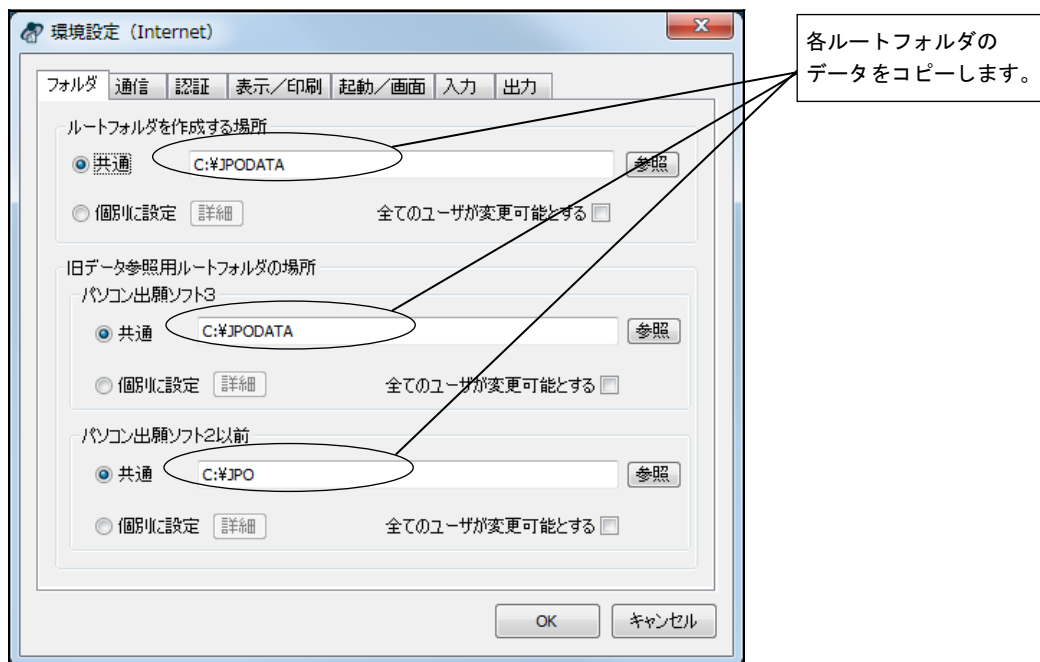 環境設定（Internet）
各ルートフォルダの
データをコピーします。
フォルダ 通信 認証 表示／印刷 起動／画面 入力 出力
ルートフォルダを作成する場所
共通 C:¥JPODATA 参照
個別に設定 詳細 全てのユーザが変更可能とする
旧データ参照用ルートフォルダの場所
パソコン出願ソフト3
共通 C:¥JPODATA 参照
個別に設定 詳細 全てのユーザが変更可能とする
パソコン出願ソフト2以前
共通 C:¥JPO 参照
個別に設定 詳細 全てのユーザが変更可能とする
OK キャンセル